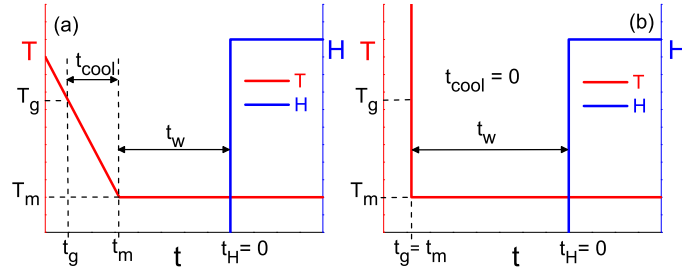 (a)
T
t_cool
T_g
T_m
t_w
T
H
H
t_g
t_m
t
t_H = 0
(b)
T
t_cool = 0
T_g
T_m
t_w
T
H
H
t_g = t_m
t
t_H = 0